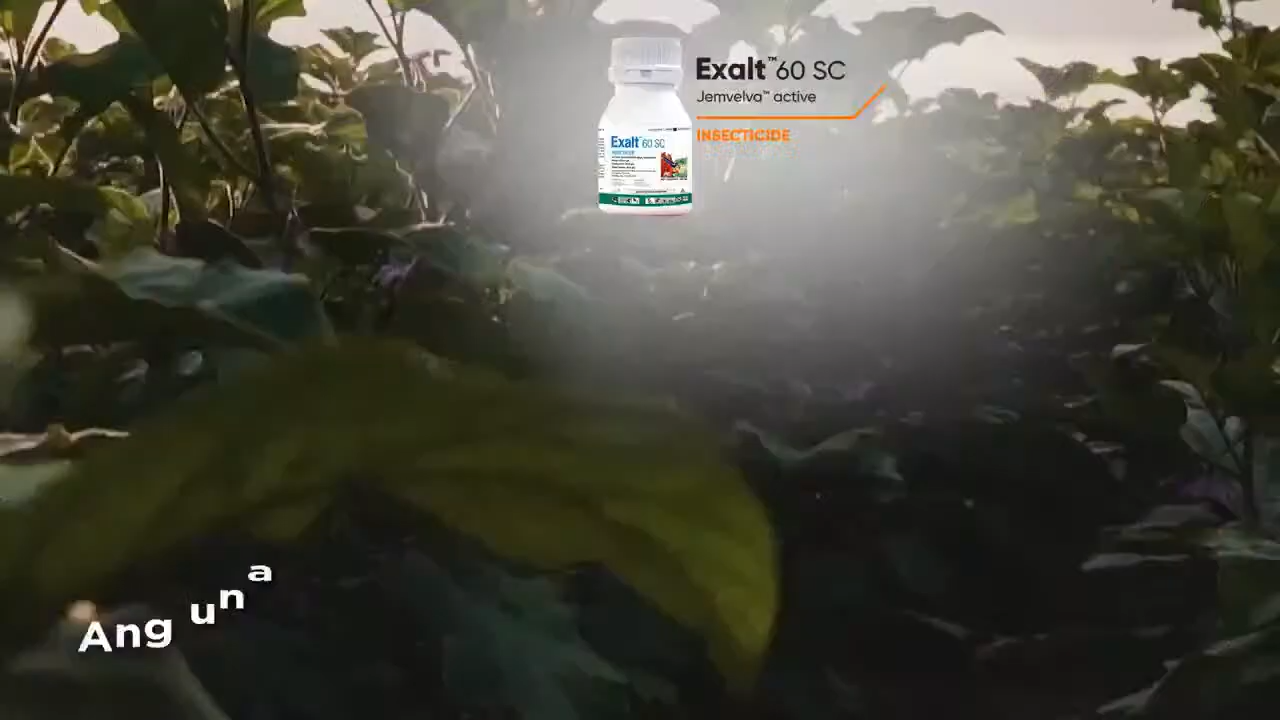 Exalt™ 60 SC
Jemvelva™ active
INSECTICIDE
Exalt 60 SC
Ang una